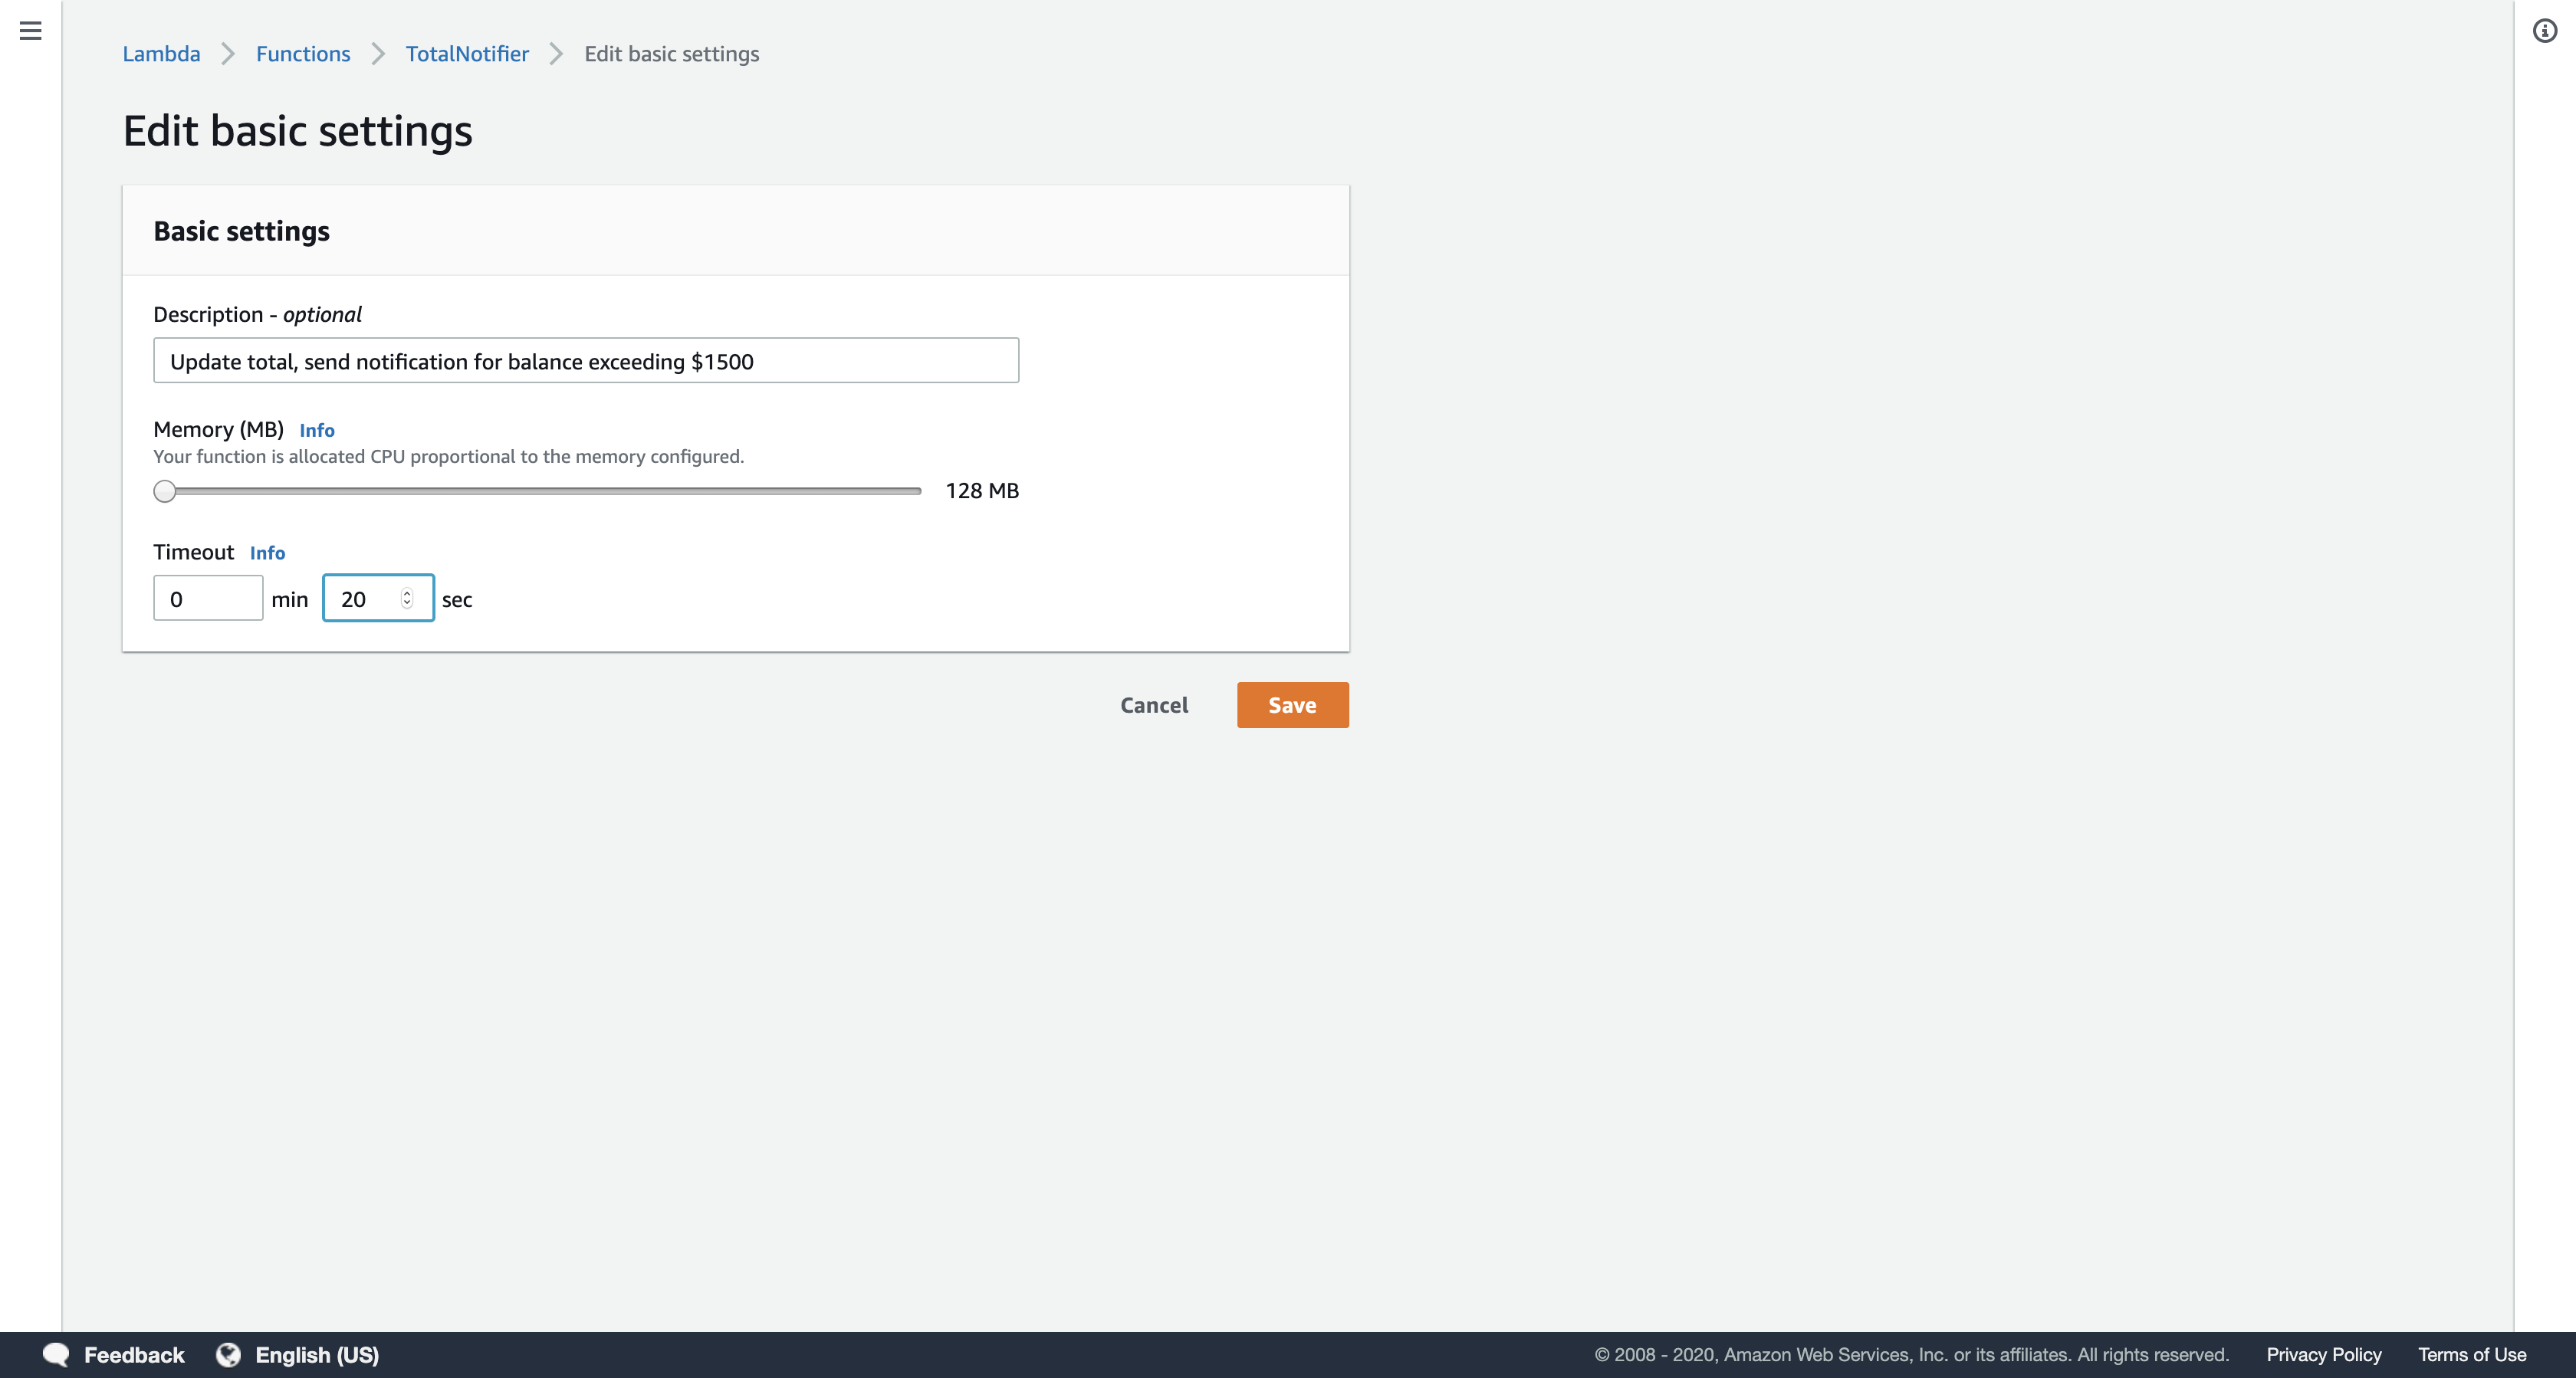 Lambda > Functions > TotalNotifier > Edit basic settings
Edit basic settings
Basic settings
Description - optional
Update total, send notification for balance exceeding $1500
Memory (MB) Info
Your function is allocated CPU proportional to the memory configured.
128 MB
Timeout Info
0 min 20 sec
Cancel Save
Feedback English (US) © 2008 - 2020, Amazon Web Services, Inc. or its affiliates. All rights reserved. Privacy Policy Terms of Use